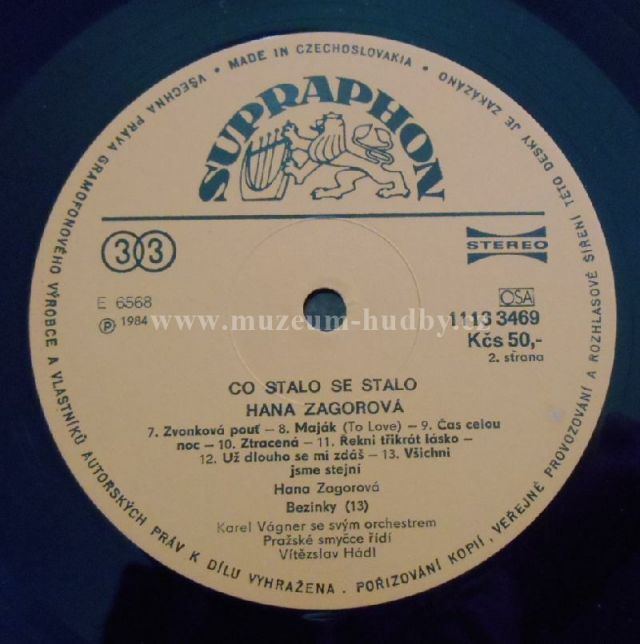 VŠECHNA PRÁVA GRAMOFONOVÉHO VÝROBCE A VLASTNÍKŮ AUTORSKÝCH PRÁV K DÍLU VYHRAŽENA . POŘIZOVÁNÍ KOPIÍ, VEŘEJNÉ PROVOZOVÁNÍ A ROZHLASOVÉ ŠÍŘENÍ TÉTO DESKY JE ZAKÁZÁNO
• MADE IN CZECHOSLOVAKIA •
SUPRAPHON
33
STEREO
E 6568
OSA
℗ 1984
1113 3469
www.muzeum-hudby.cz
Kčs 50,-
2. strana
CO STALO SE STALO
HANA ZAGOROVÁ
7. Zvonková pouť – 8. Maják (To Love) – 9. Čas celou
noc – 10. Ztracená – 11. Řekni třikrát lásko –
12. Už dlouho se mi zdáš – 13. Všichni
jsme stejní
Hana Zagorová
Bezinky (13)
Karel Vágner se svým orchestrem
Pražské smyčce řídí
Vítězslav Hádl